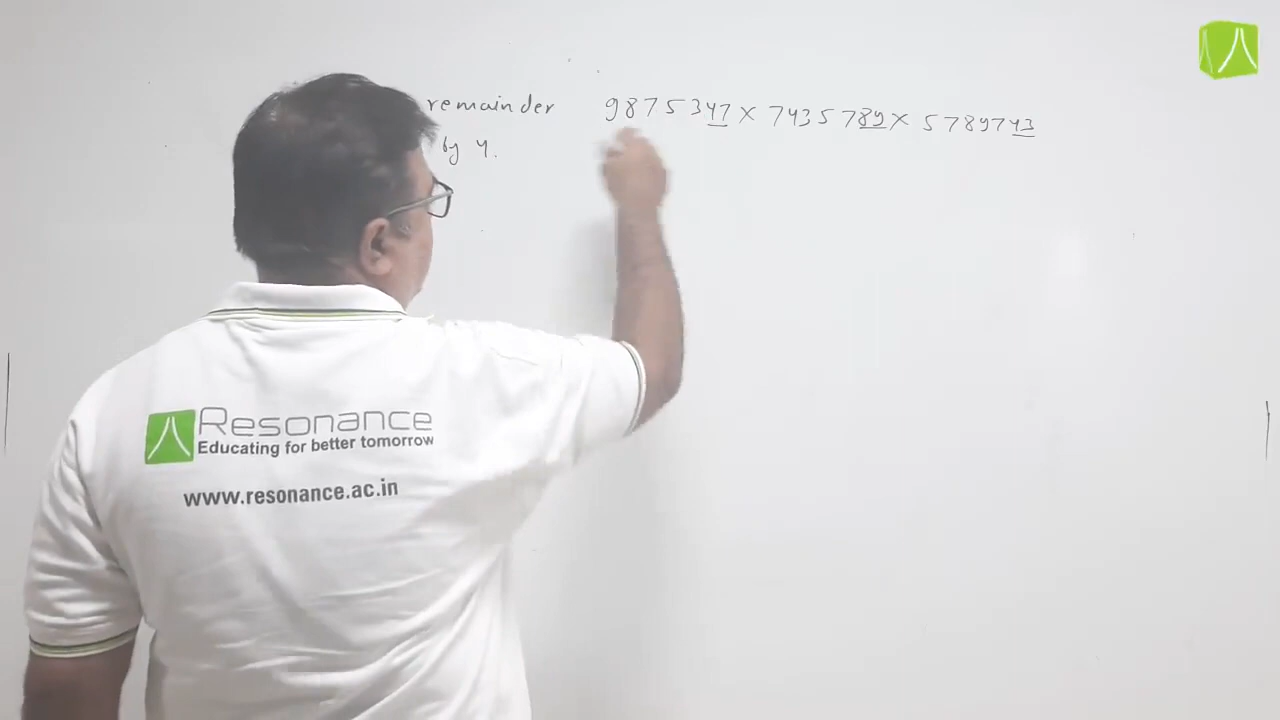 remainder 9875347 × 7435789 × 5789743
by 4.
Resonance
Educating for better tomorrow
www.resonance.ac.in